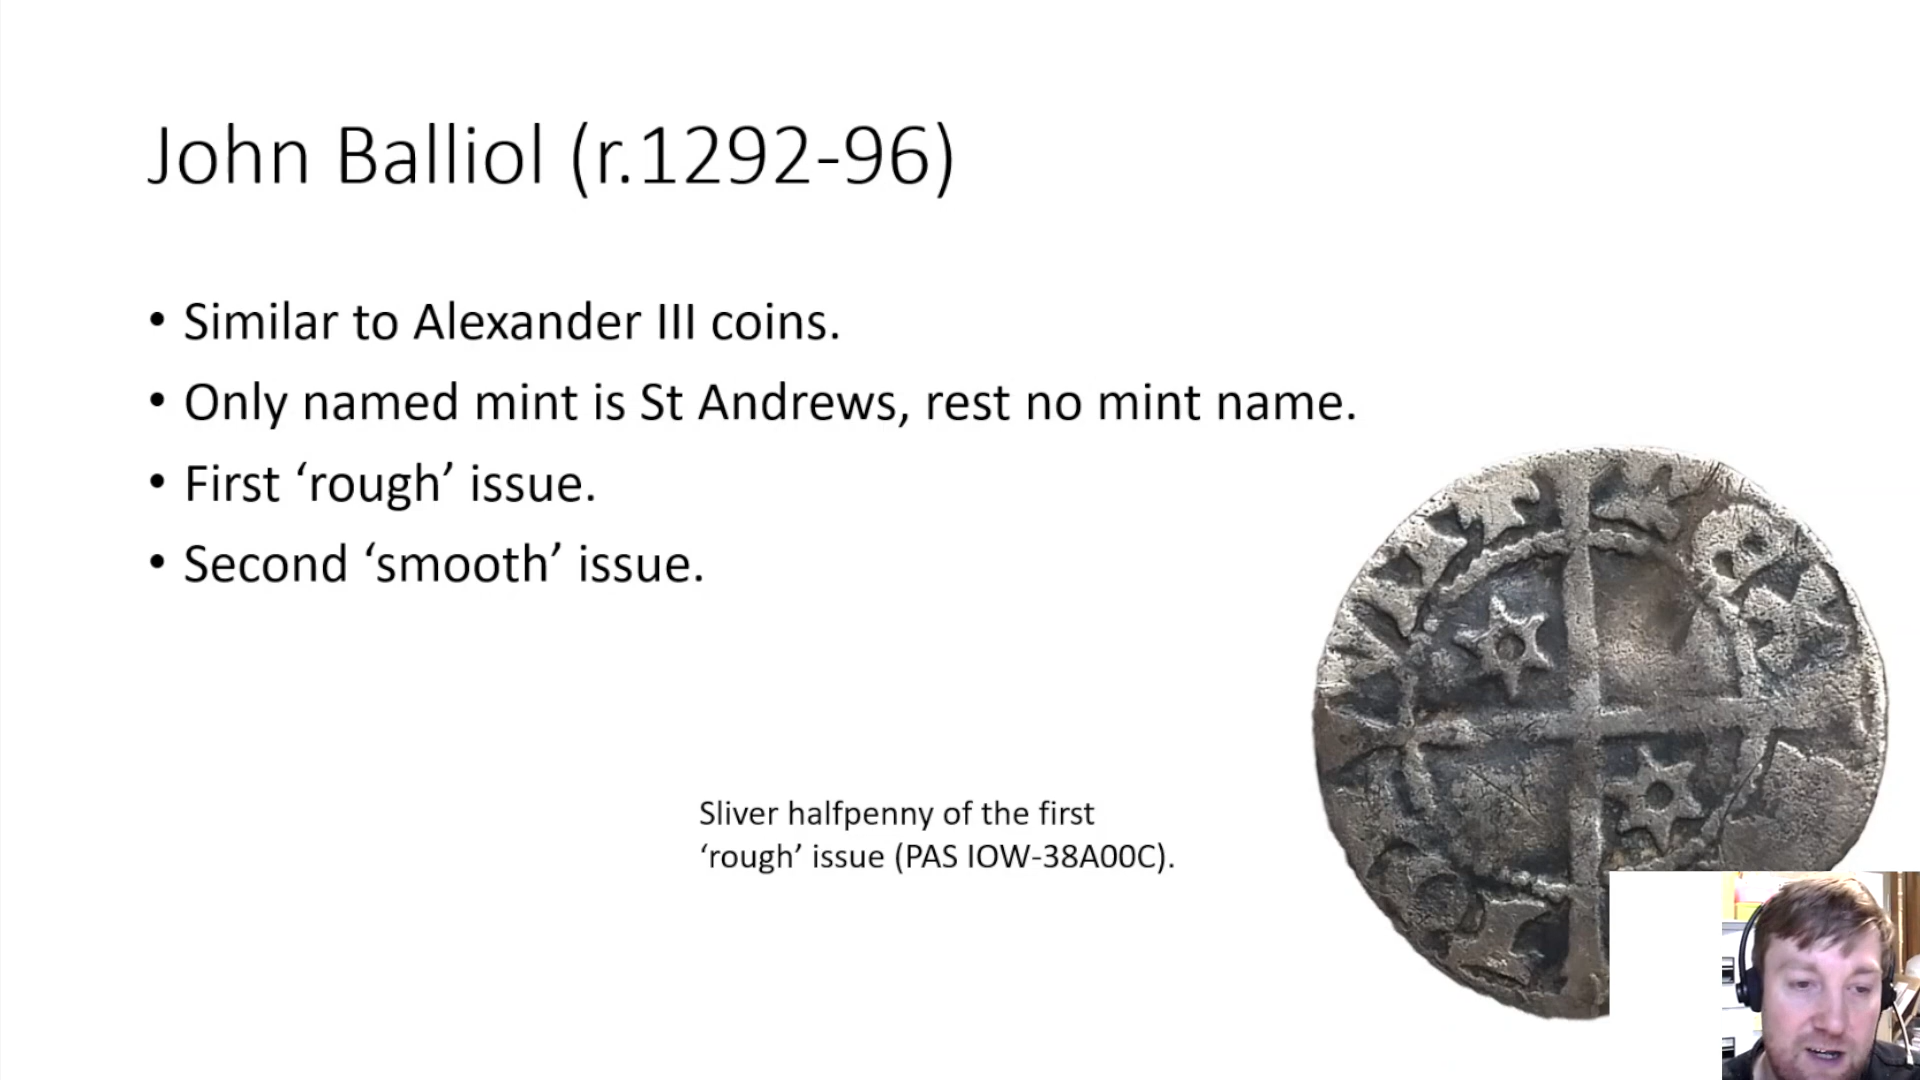 John Balliol (r.1292-96)
• Similar to Alexander III coins.
• Only named mint is St Andrews, rest no mint name.
• First ‘rough’ issue.
• Second ‘smooth’ issue.
Sliver halfpenny of the first
‘rough’ issue (PAS IOW-38A00C).